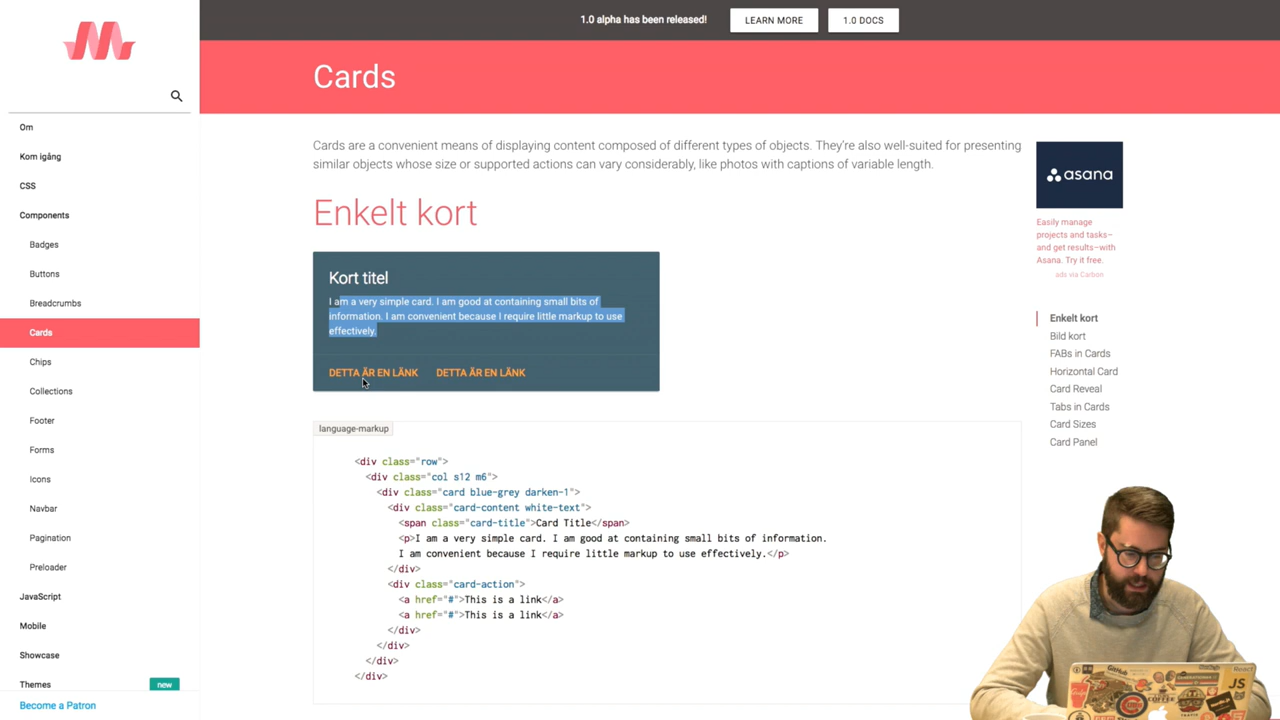 1.0 alpha has been released!
LEARN MORE
1.0 DOCS
Cards
Om
Kom igång
CSS
Components
Badges
Buttons
Breadcrumbs
Cards
Chips
Collections
Footer
Forms
Icons
Navbar
Pagination
Preloader
JavaScript
Mobile
Showcase
Themes
new
Become a Patron
Cards are a convenient means of displaying content composed of different types of objects. They're also well-suited for presenting
similar objects whose size or supported actions can vary considerably, like photos with captions of variable length.
Enkelt kort
Kort titel
I am a very simple card. I am good at containing small bits of
information. I am convenient because I require little markup to use
effectively.
DETTA ÄR EN LÄNK
DETTA ÄR EN LÄNK
language-markup
<div class="row">
<div class="col s12 m6">
<div class="card blue-grey darken-1">
<div class="card-content white-text">
<span class="card-title">Card Title</span>
<p>I am a very simple card. I am good at containing small bits of information.
I am convenient because I require little markup to use effectively.</p>
</div>
<div class="card-action">
<a href="#">This is a link</a>
<a href="#">This is a link</a>
</div>
</div>
</div>
</div>
asana
Easily manage
projects and tasks–
and get results–with
Asana. Try it free.
ads via Carbon
Enkelt kort
Bild kort
FABs in Cards
Horizontal Card
Card Reveal
Tabs in Cards
Card Sizes
Card Panel
GitHub
React
JS